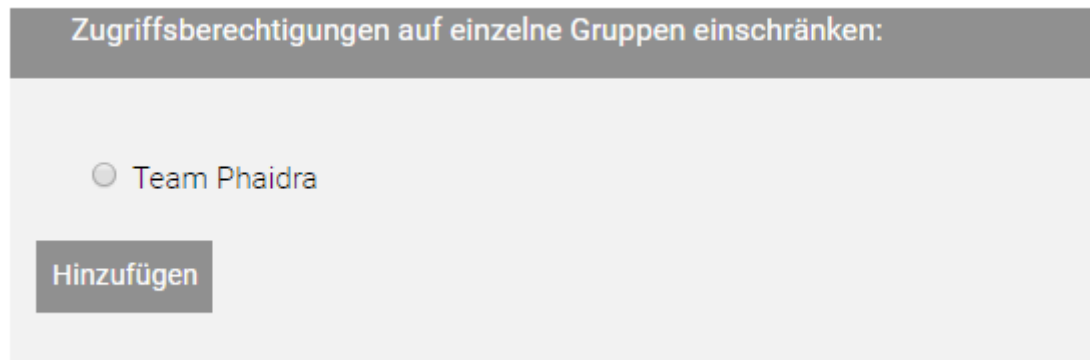 Zugriffsberechtigungen auf einzelne Gruppen einschränken:
Team Phaidra
Hinzufügen